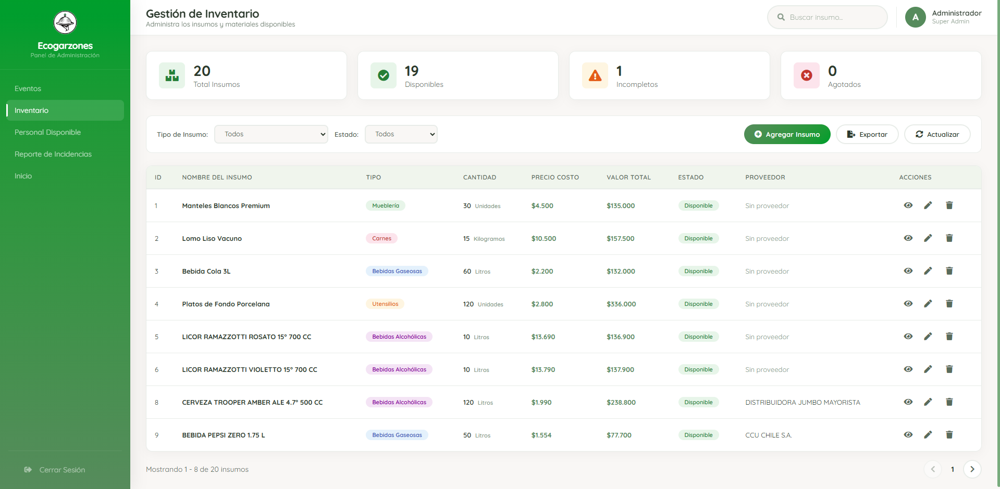 Ecogarzones
Panel de Administración
Eventos
Inventario
Personal Disponible
Reporte de Incidencias
Inicio
Cerrar Sesión
Gestión de Inventario
Administra los insumos y materiales disponibles
Buscar insumo...
A
Administrador
Super Admin
20
Total Insumos
19
Disponibles
1
Incompletos
0
Agotados
Tipo de Insumo: Todos Estado: Todos
Agregar Insumo Exportar Actualizar
ID NOMBRE DEL INSUMO TIPO CANTIDAD PRECIO COSTO VALOR TOTAL ESTADO PROVEEDOR ACCIONES
1 Manteles Blancos Premium Mueblería 30 Unidades $4.500 $135.000 Disponible Sin proveedor
2 Lomo Liso Vacuno Carnes 15 Kilogramos $10.500 $157.500 Disponible Sin proveedor
3 Bebida Cola 3L Bebidas Gaseosas 60 Litros $2.200 $132.000 Disponible Sin proveedor
4 Platos de Fondo Porcelana Utensilios 120 Unidades $2.800 $336.000 Disponible Sin proveedor
5 LICOR RAMAZZOTTI ROSATO 15° 700 CC Bebidas Alcohólicas 10 Litros $13.690 $136.900 Disponible Sin proveedor
6 LICOR RAMAZZOTTI VIOLETTO 15° 700 CC Bebidas Alcohólicas 10 Litros $13.790 $137.900 Disponible Sin proveedor
8 CERVEZA TROOPER AMBER ALE 4.7° 500 CC Bebidas Alcohólicas 120 Litros $1.990 $238.800 Disponible DISTRIBUIDORA JUMBO MAYORISTA
9 BEBIDA PEPSI ZERO 1.75 L Bebidas Gaseosas 50 Litros $1.554 $77.700 Disponible CCU CHILE S.A.
Mostrando 1 - 8 de 20 insumos
1